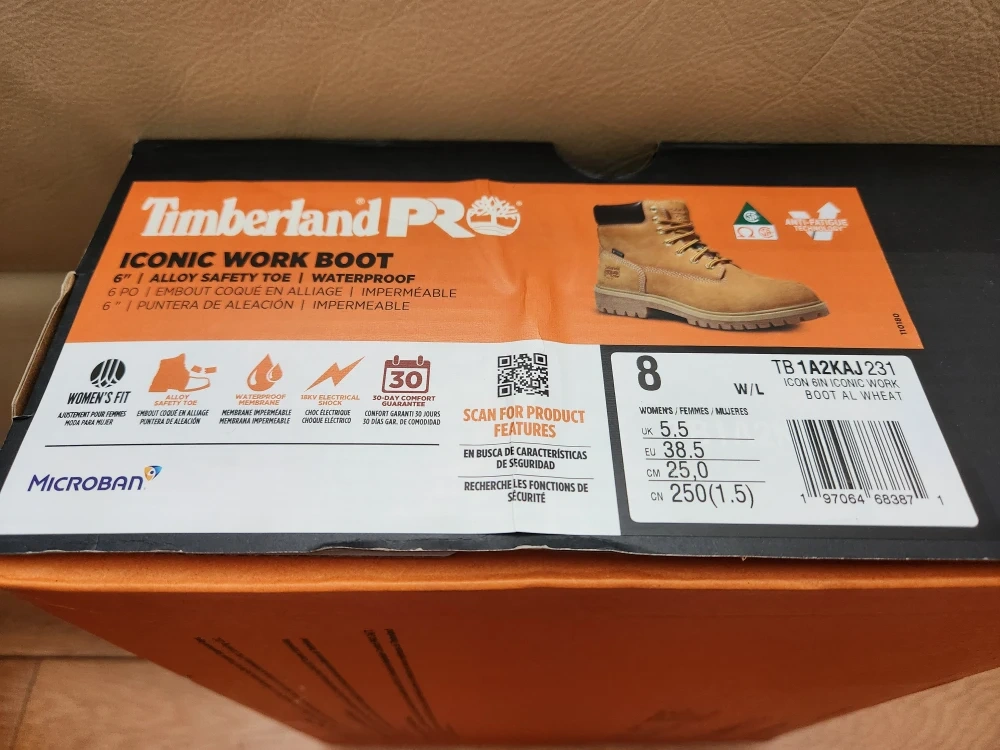 Timberland PRO
ICONIC WORK BOOT
6" | ALLOY SAFETY TOE | WATERPROOF
6 PO | EMBOUT COQUÉ EN ALLIAGE | IMPERMÉABLE
6" | PUNTERA DE ALEACIÓN | IMPERMEABLE
ANTI-FATIGUE
TECHNOLOGY
110180
WOMEN'S FIT
AJUSTEMENT POUR FEMMES
MODA PARA MUJER
ALLOY
SAFETY TOE
EMBOUT COQUÉ EN ALLIAGE
PUNTERA DE ALEACIÓN
WATERPROOF
MEMBRANE
MEMBRANE IMPERMÉABLE
MEMBRANA IMPERMEABLE
18KV ELECTRICAL
SHOCK
CHOC ÉLECTRIQUE
CHOQUE ELÉCTRICO
30
30-DAY COMFORT
GUARANTEE
CONFORT GARANTI 30 JOURS
30 DÍAS GAR. DE COMODIDAD
SCAN FOR PRODUCT
FEATURES
EN BUSCA DE CARACTERÍSTICAS
DE SEGURIDAD
RECHERCHE LES FONCTIONS DE
SÉCURITÉ
MICROBAN
8
W/L
TB 1A2KAJ 231
ICON 6IN ICONIC WORK
BOOT AL WHEAT
WOMEN'S / FEMMES / MUJERES
UK 5.5
EU 38.5
CM 25,0
CN 250(1.5)
1 97064 68387 1